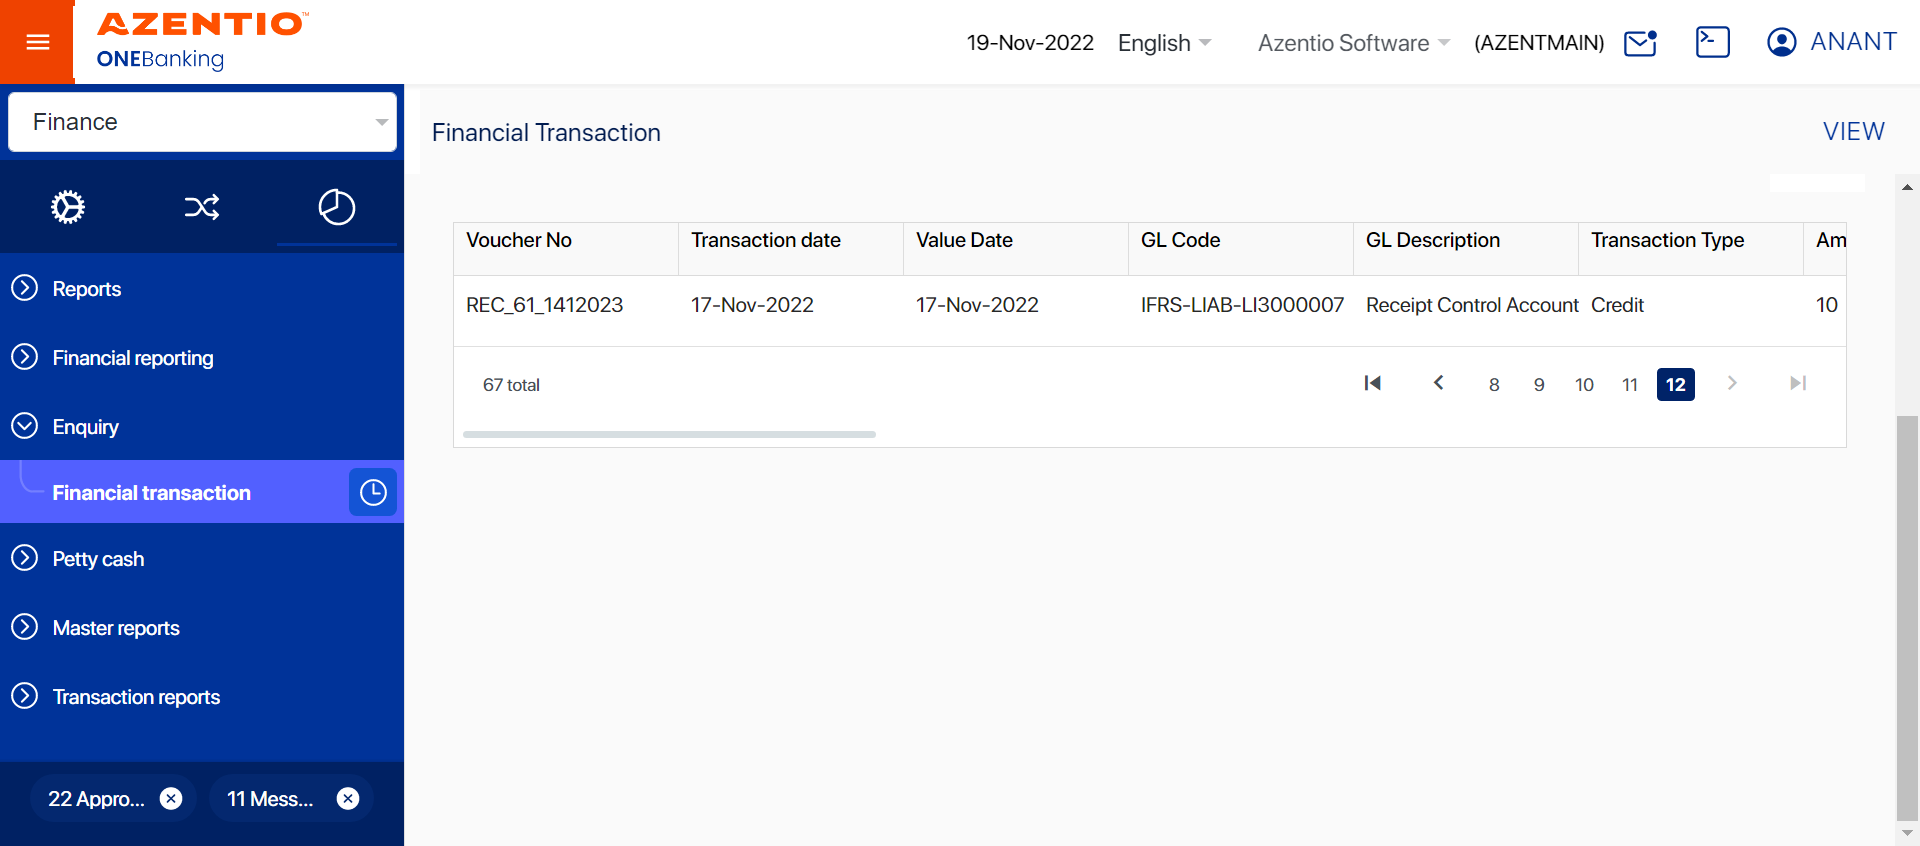 AZENTIO™
ONEBanking
19-Nov-2022 English Azentio Software (AZENTMAIN) ANANT
Finance
Financial Transaction VIEW
Reports
Financial reporting
Enquiry
Financial transaction
Petty cash
Master reports
Transaction reports
22 Appro... 11 Mess...
Voucher No Transaction date Value Date GL Code GL Description Transaction Type Am
REC_61_1412023 17-Nov-2022 17-Nov-2022 IFRS-LIAB-LI3000007 Receipt Control Account Credit 10
67 total 8 9 10 11 12